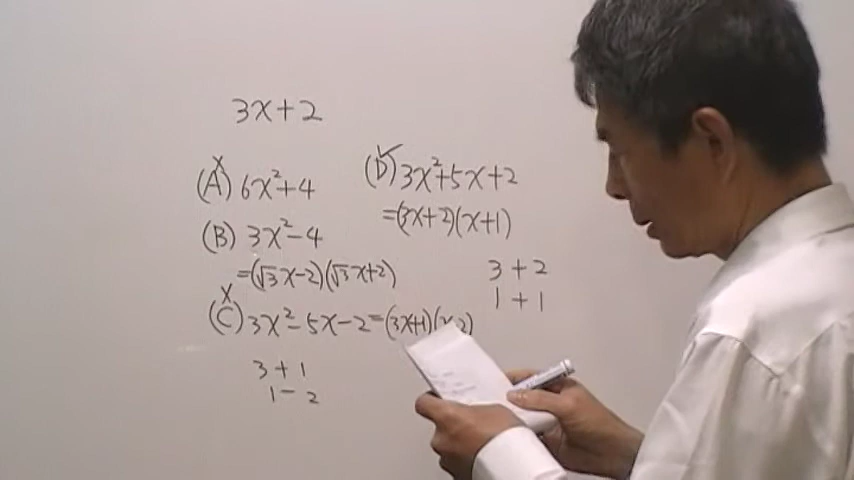 3x+2
(A) 6x²+4
(B) 3x²-4
=(√3x-2)(√3x+2)
(C) 3x²-5x-2=(3x+1)(x-2)
3+1
1-2
(D) 3x²+5x+2
=(3x+2)(x+1)
3+2
1+1